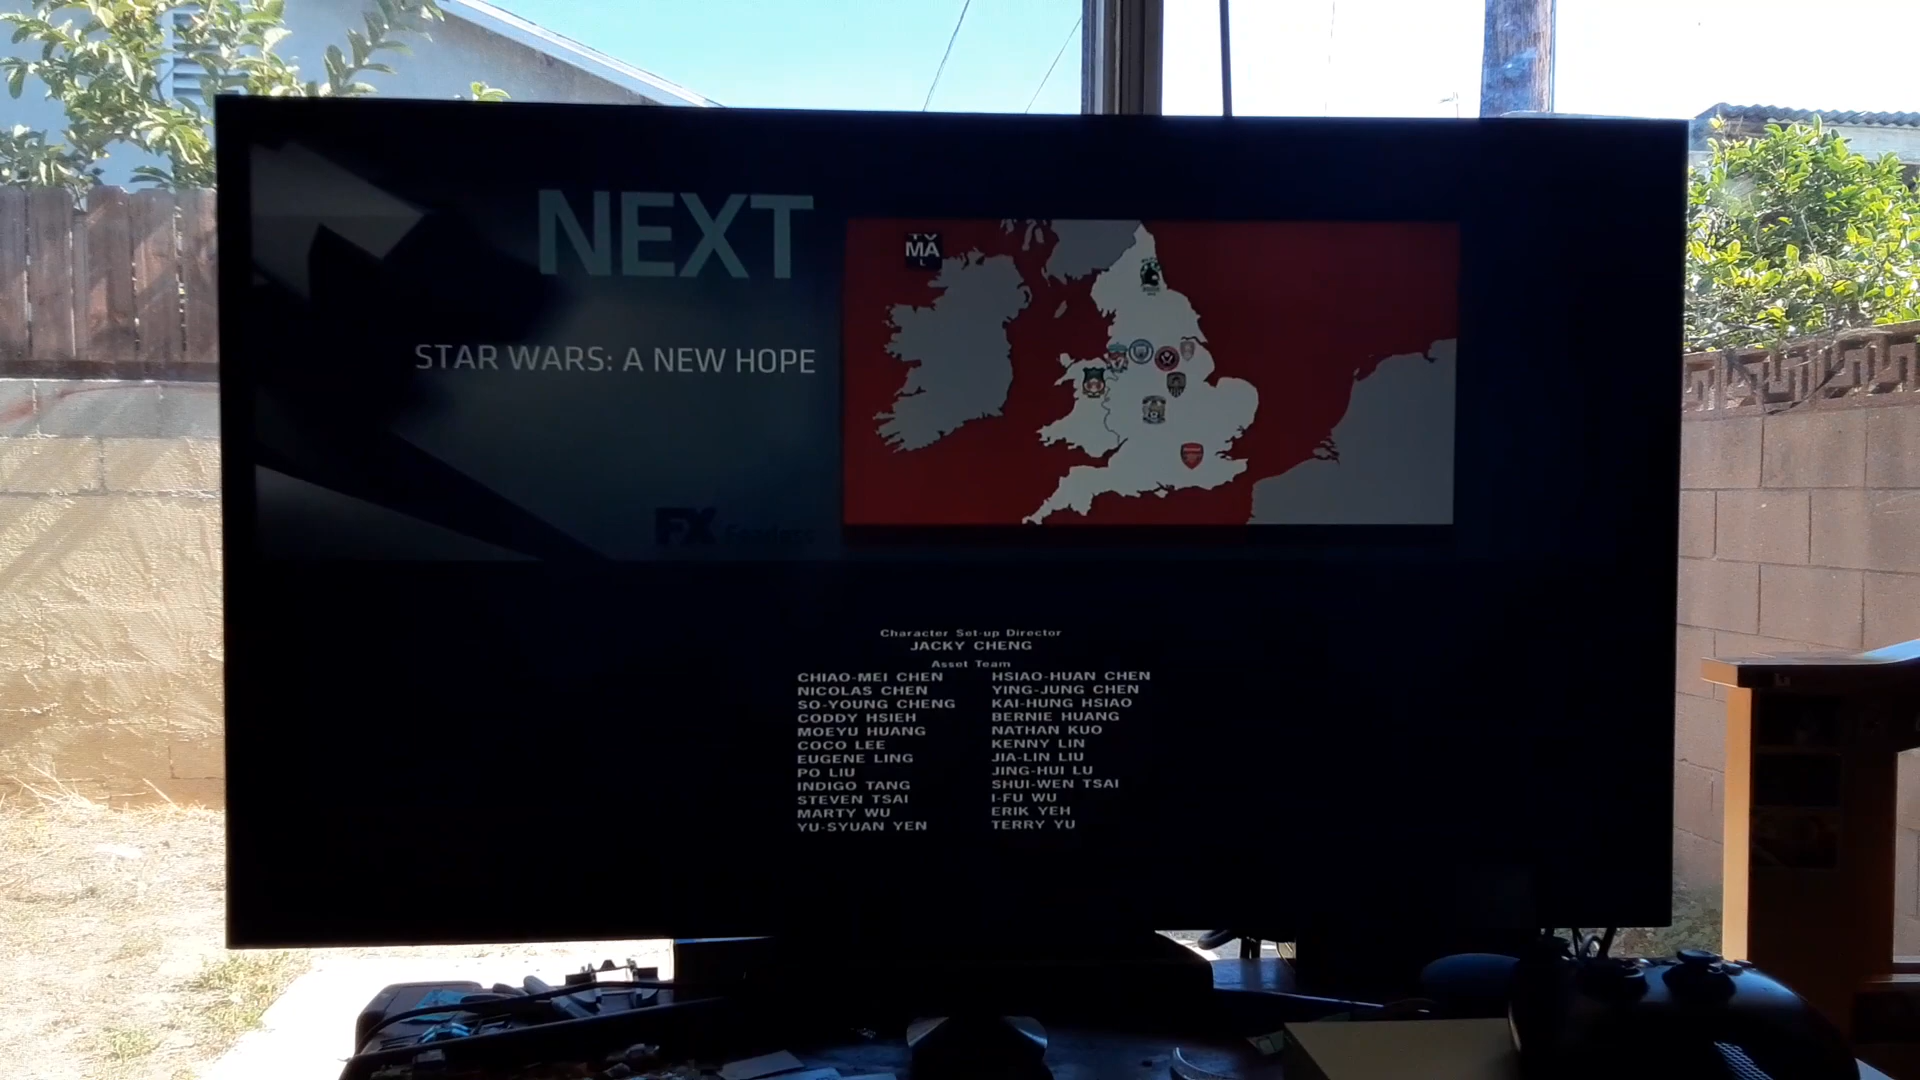 NEXT
STAR WARS: A NEW HOPE
FX
TV
MA
L
Character Set-up Director
JACKY CHENG
Asset Team
CHIAO-MEI CHEN HSIAO-HUAN CHEN
NICOLAS CHEN YING-JUNG CHEN
SO-YOUNG CHENG KAI-HUNG HSIAO
CODDY HSIEH BERNIE HUANG
MOEYU HUANG NATHAN KUO
COCO LEE KENNY LIN
EUGENE LING JIA-LIN LIU
PO LIU JING-HUI LU
INDIGO TANG SHUI-WEN TSAI
STEVEN TSAI I-FU WU
MARTY WU ERIK YEH
YU-SYUAN YEN TERRY YU